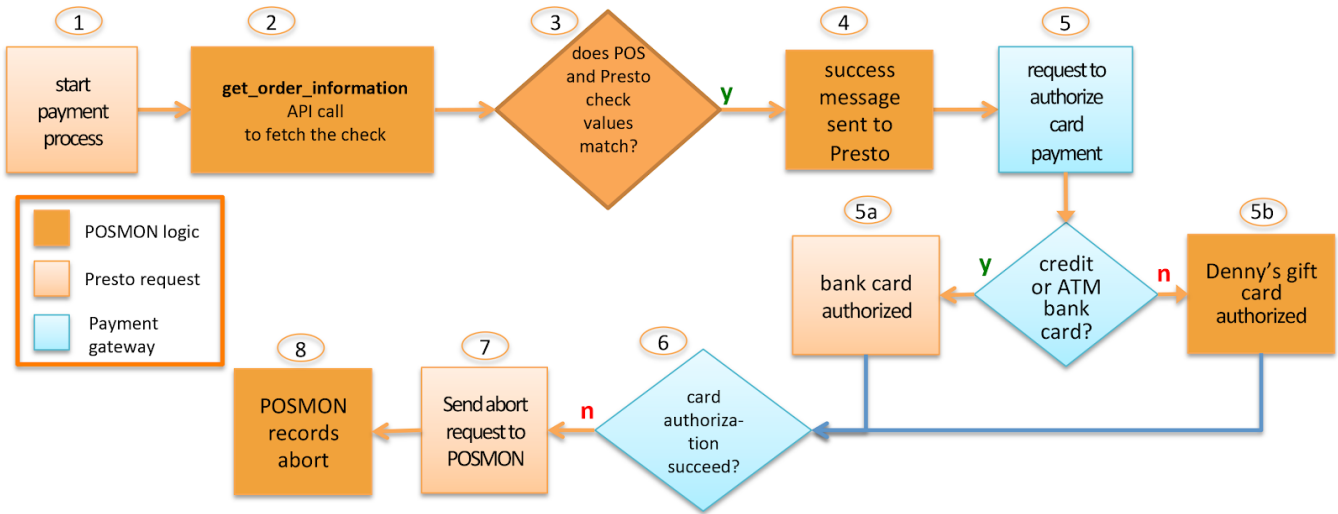 1
start
payment
process
2
get_order_information
API call
to fetch the check
3
does POS
and Presto
check
values
match?
y
4
success
message
sent to
Presto
5
request to
authorize
card
payment
POSMON logic
Presto request
Payment
gateway
5a
bank card
authorized
y
credit
or ATM
bank
card?
n
5b
Denny's gift
card
authorized
6
card
authoriza-
tion
succeed?
n
7
Send abort
request to
POSMON
8
POSMON
records
abort